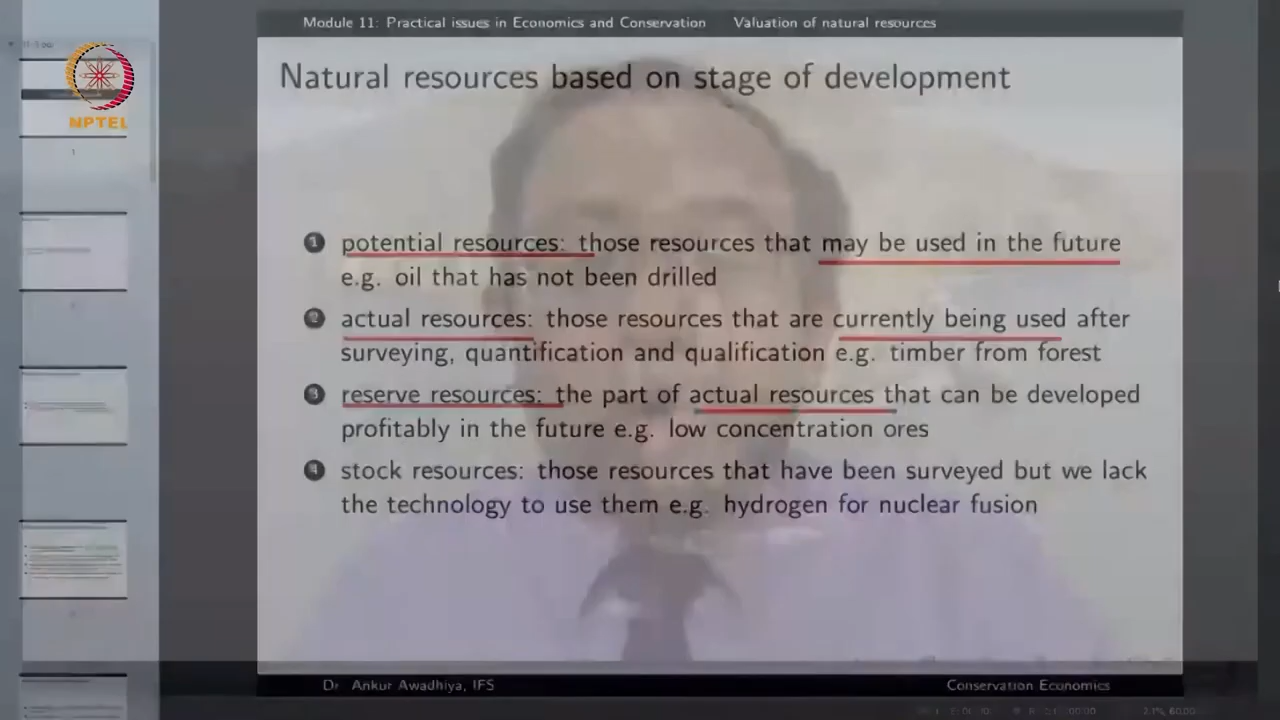 Module 11: Practical issues in Economics and Conservation Valuation of natural resources
NPTEL
Natural resources based on stage of development
1 potential resources: those resources that may be used in the future
e.g. oil that has not been drilled
2 actual resources: those resources that are currently being used after
surveying, quantification and qualification e.g. timber from forest
3 reserve resources: the part of actual resources that can be developed
profitably in the future e.g. low concentration ores
4 stock resources: those resources that have been surveyed but we lack
the technology to use them e.g. hydrogen for nuclear fusion
Dr Ankur Awadhiya, IFS Conservation Economics